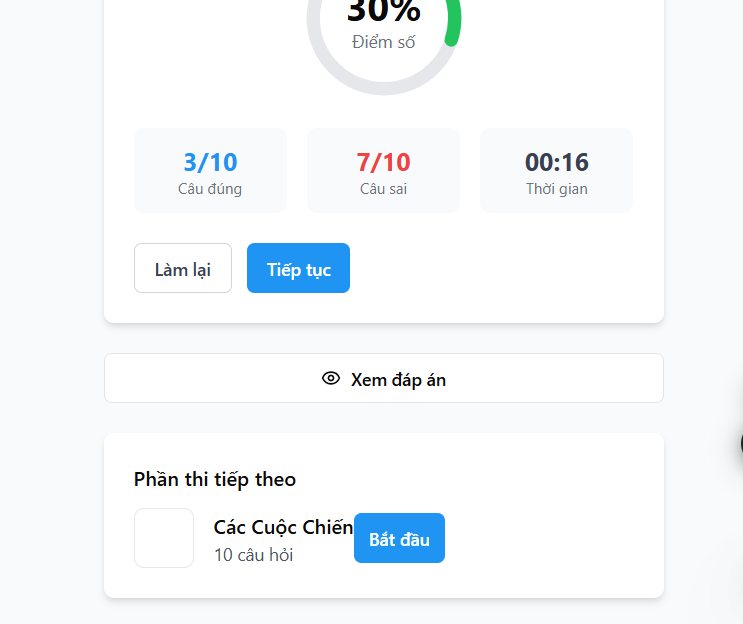 30%
Điểm số
3/10
Câu đúng
7/10
Câu sai
00:16
Thời gian
Làm lại
Tiếp tục
Xem đáp án
Phần thi tiếp theo
Các Cuộc Chiến
10 câu hỏi
Bắt đầu